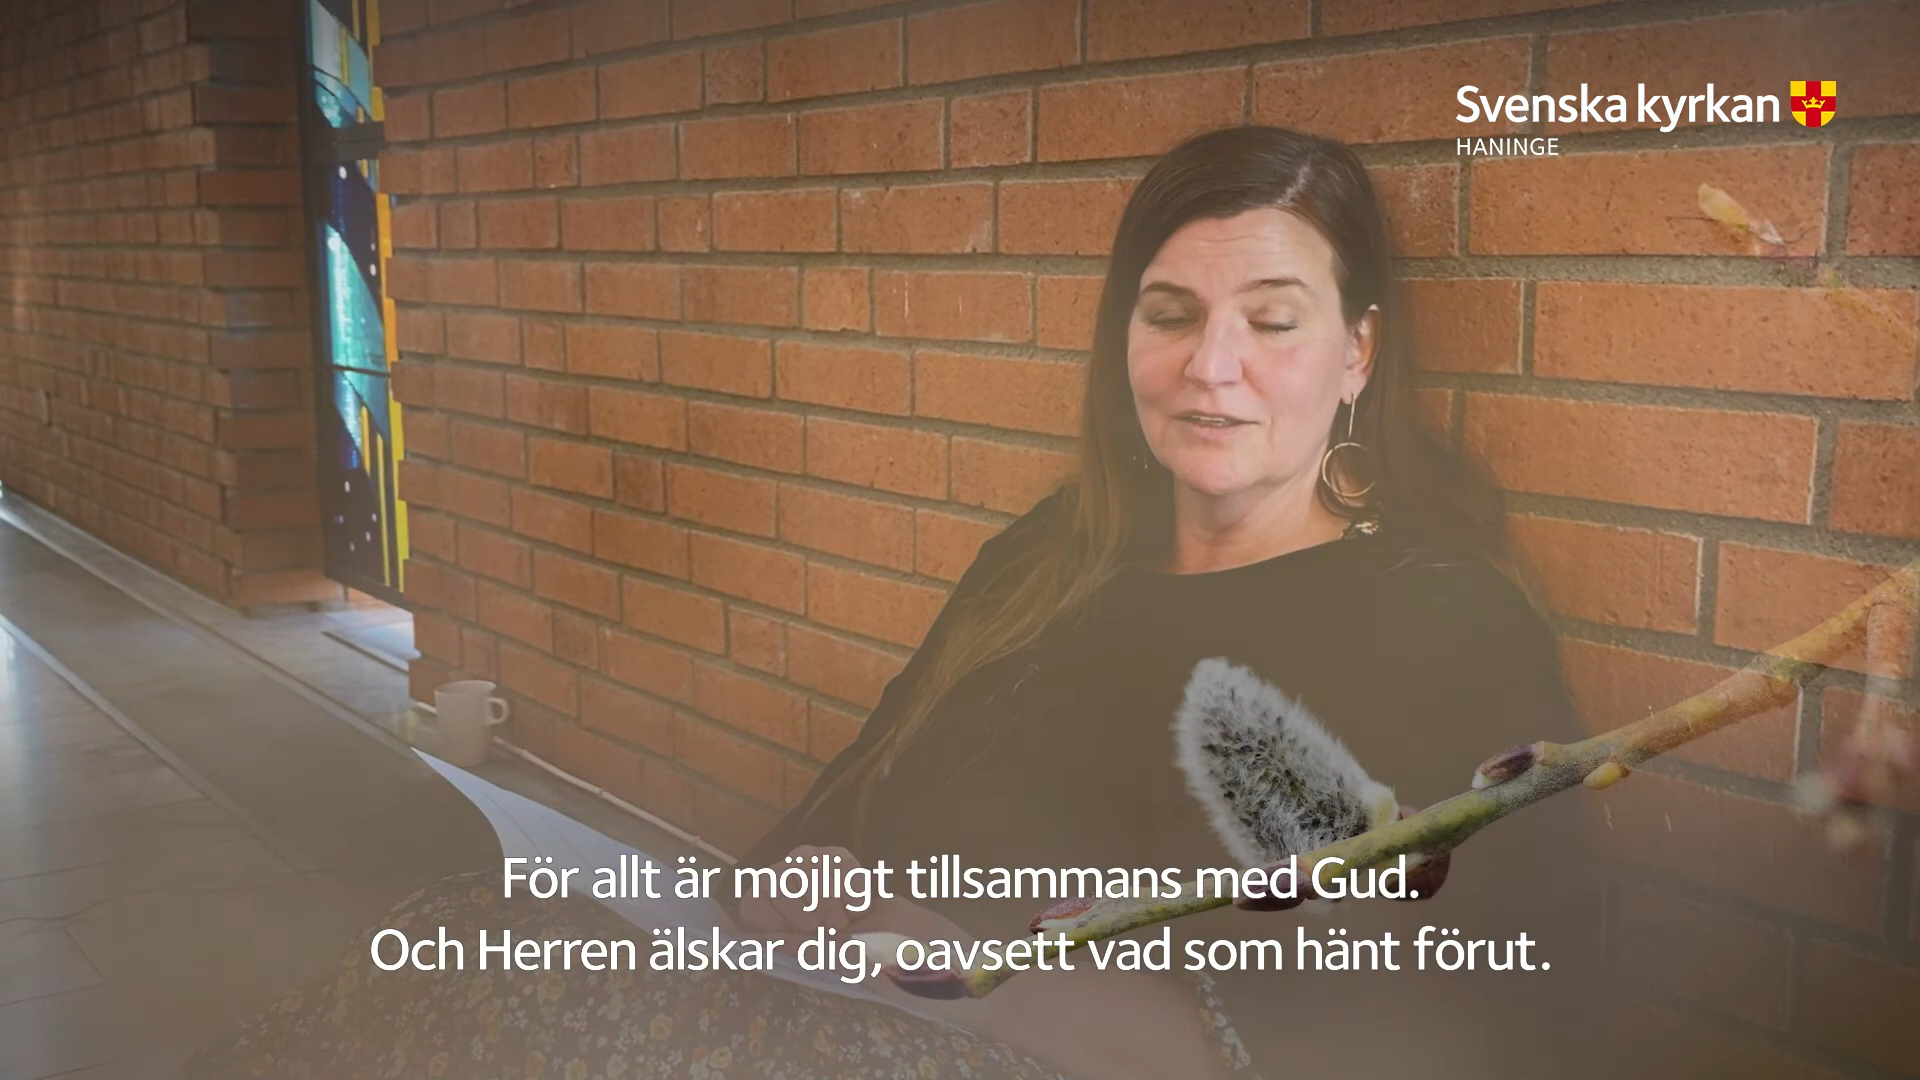 Svenska kyrkan
HANINGE
För allt är möjligt tillsammans med Gud.
Och Herren älskar dig, oavsett vad som hänt förut.